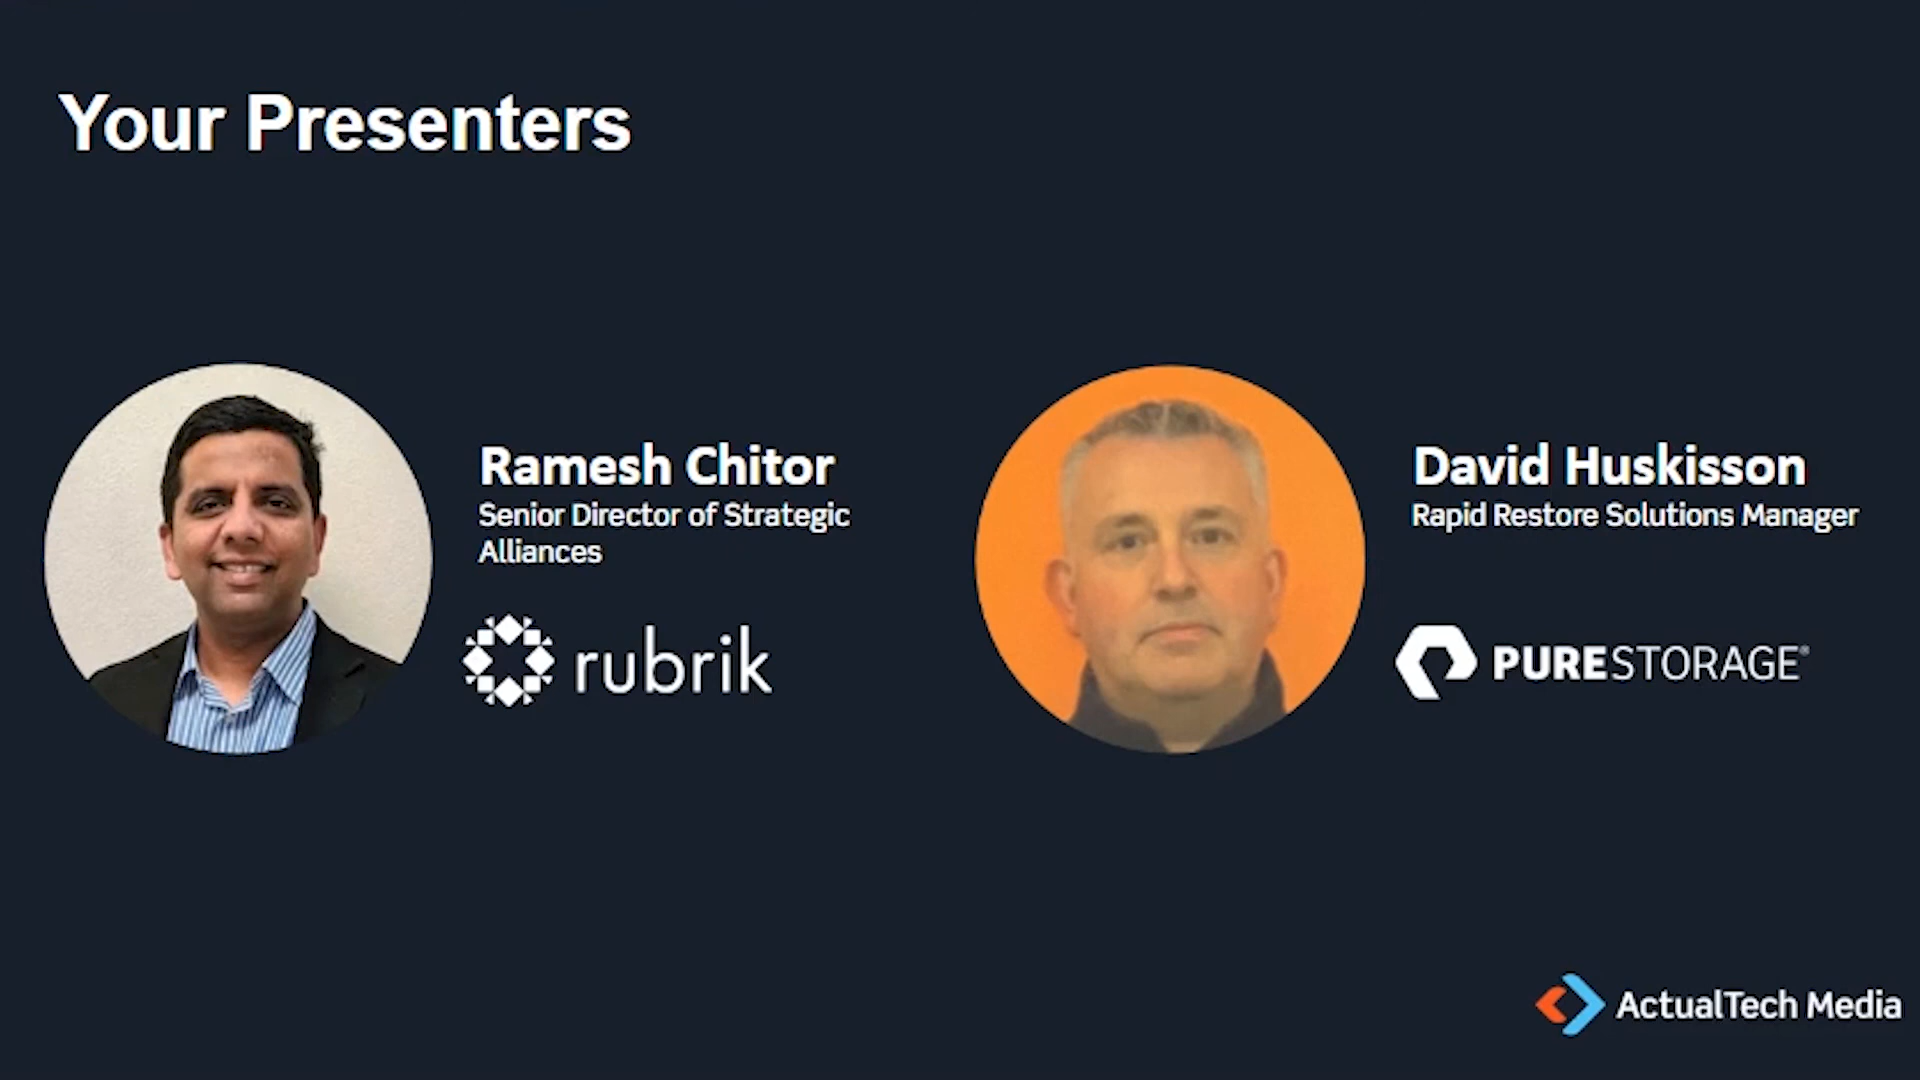 Your Presenters
Ramesh Chitor
Senior Director of Strategic
Alliances
rubrik
David Huskisson
Rapid Restore Solutions Manager
PURESTORAGE®
ActualTech Media